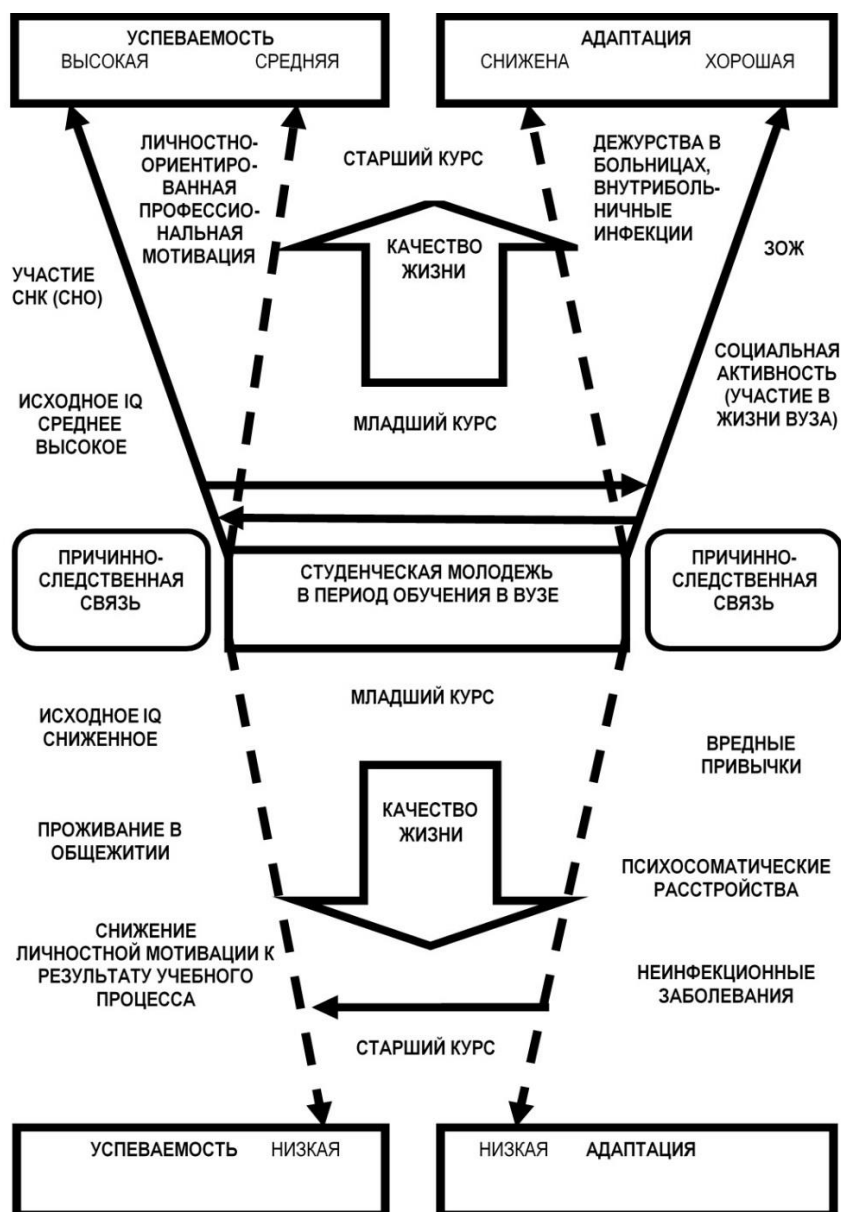 УСПЕВАЕМОСТЬ
ВЫСОКАЯ СРЕДНЯЯ
АДАПТАЦИЯ
СНИЖЕНА ХОРОШАЯ
ЛИЧНОСТНО-
ОРИЕНТИРО-
ВАННАЯ
ПРОФЕССИО-
НАЛЬНАЯ
МОТИВАЦИЯ
СТАРШИЙ КУРС
ДЕЖУРСТВА В
БОЛЬНИЦАХ,
ВНУТРИБОЛЬ-
НИЧНЫЕ
ИНФЕКЦИИ
КАЧЕСТВО
ЖИЗНИ
ЗОЖ
УЧАСТИЕ
СНК (СНО)
СОЦИАЛЬНАЯ
АКТИВНОСТЬ
(УЧАСТИЕ В
ЖИЗНИ ВУЗА)
ИСХОДНОЕ IQ
СРЕДНЕЕ
ВЫСОКОЕ
МЛАДШИЙ КУРС
ПРИЧИННО-
СЛЕДСТВЕННАЯ
СВЯЗЬ
СТУДЕНЧЕСКАЯ МОЛОДЕЖЬ
В ПЕРИОД ОБУЧЕНИЯ В ВУЗЕ
ПРИЧИННО-
СЛЕДСТВЕННАЯ
СВЯЗЬ
МЛАДШИЙ КУРС
ИСХОДНОЕ IQ
СНИЖЕННОЕ
ВРЕДНЫЕ
ПРИВЫЧКИ
КАЧЕСТВО
ЖИЗНИ
ПРОЖИВАНИЕ В
ОБЩЕЖИТИИ
ПСИХОСОМАТИЧЕСКИЕ
РАССТРОЙСТВА
СНИЖЕНИЕ
ЛИЧНОСТНОЙ МОТИВАЦИИ К
РЕЗУЛЬТАТУ УЧЕБНОГО
ПРОЦЕССА
НЕИНФЕКЦИОННЫЕ
ЗАБОЛЕВАНИЯ
СТАРШИЙ КУРС
УСПЕВАЕМОСТЬ НИЗКАЯ
НИЗКАЯ АДАПТАЦИЯ